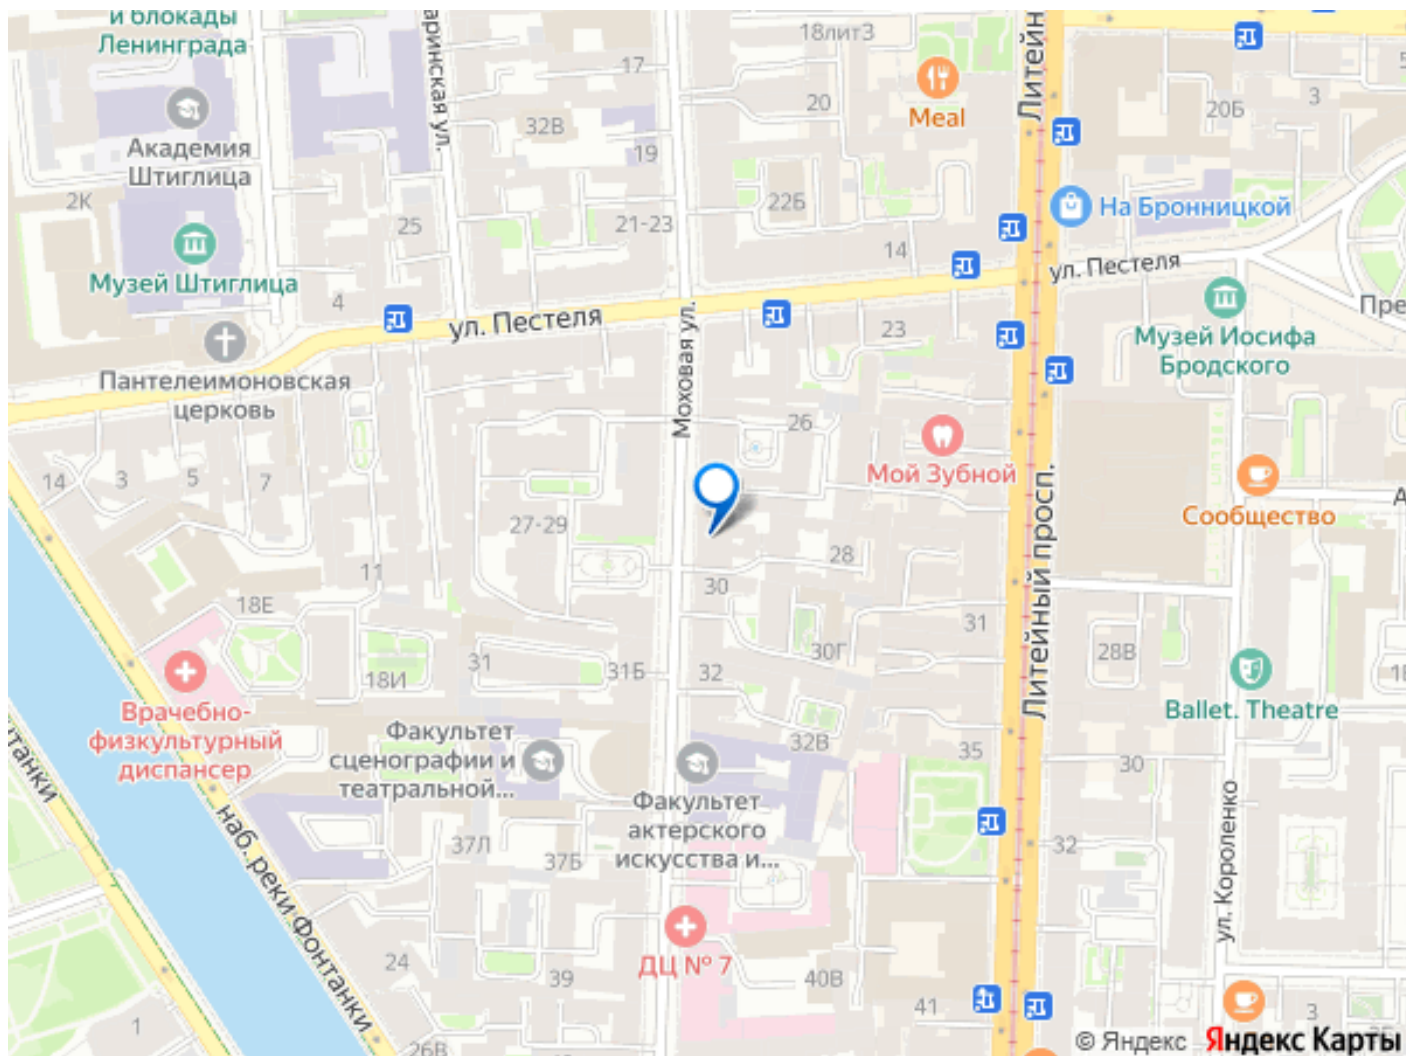 и блокады
Ленинграда
аринская ул.
18лит3
17
20
Meal
Литейн
3
20Б
Академия
Штиглица
32В
19
2К
25
21-23
22Б
14
На Бронницкой
ул. Пестеля
Музей Штиглица
4
ул. Пестеля
Моховая ул.
23
Музей Иосифа
Бродского
Пре
Пантелеимоновская
церковь
26
Мой Зубной
14
3
5
7
27-29
28
Литейный просп.
Сообщество
А
11
30
18Е
31
30Г
28В
18И
31
31Б
32
Ballet. Theatre
Врачебно-
физкультурный
диспансер
Факультет
сценографии и
театральной...
32В
35
30
нтанки
наб. реки Фонтанки
Факультет
актерского
искусства и...
37Л
37Б
32
ул. Короленко
24
39
ДЦ № 7
40В
41
3
1
26В
© Яндекс Яндекс Карты